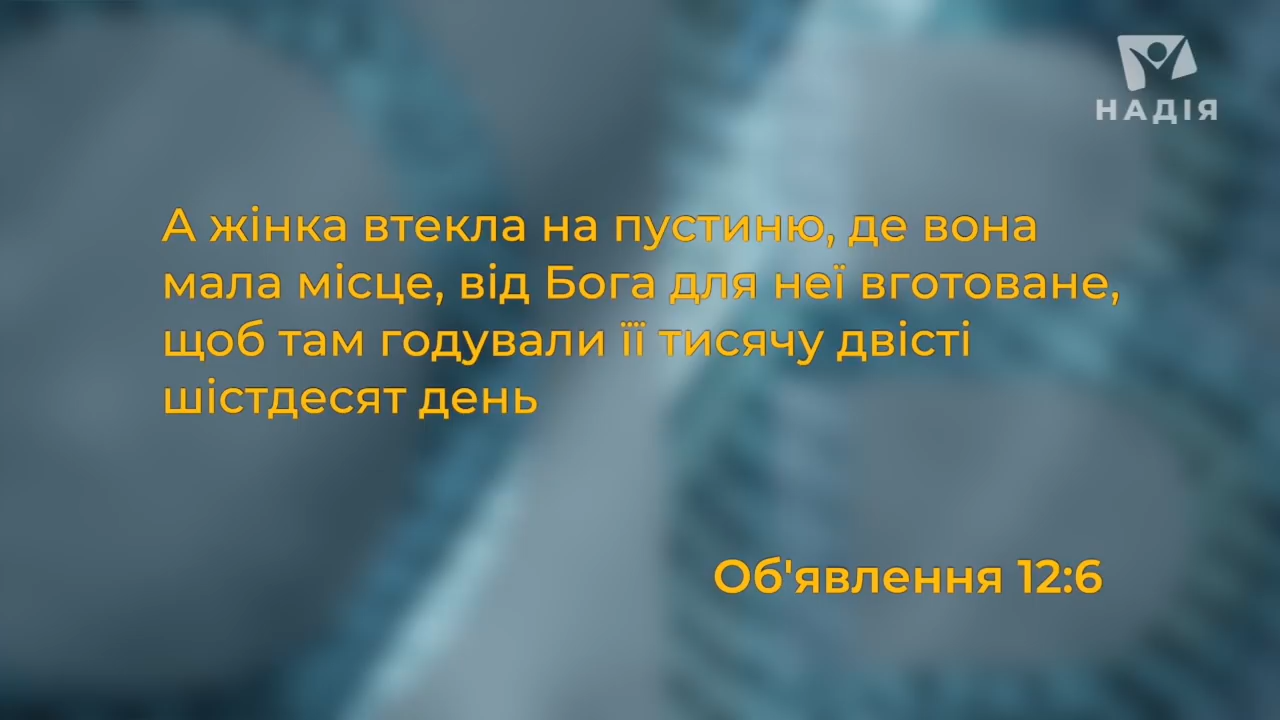 НАДІЯ
А жінка втекла на пустиню, де вона
мала місце, від Бога для неї вготоване,
щоб там годували її тисячу двісті
шістдесят день
Об'явлення 12:6